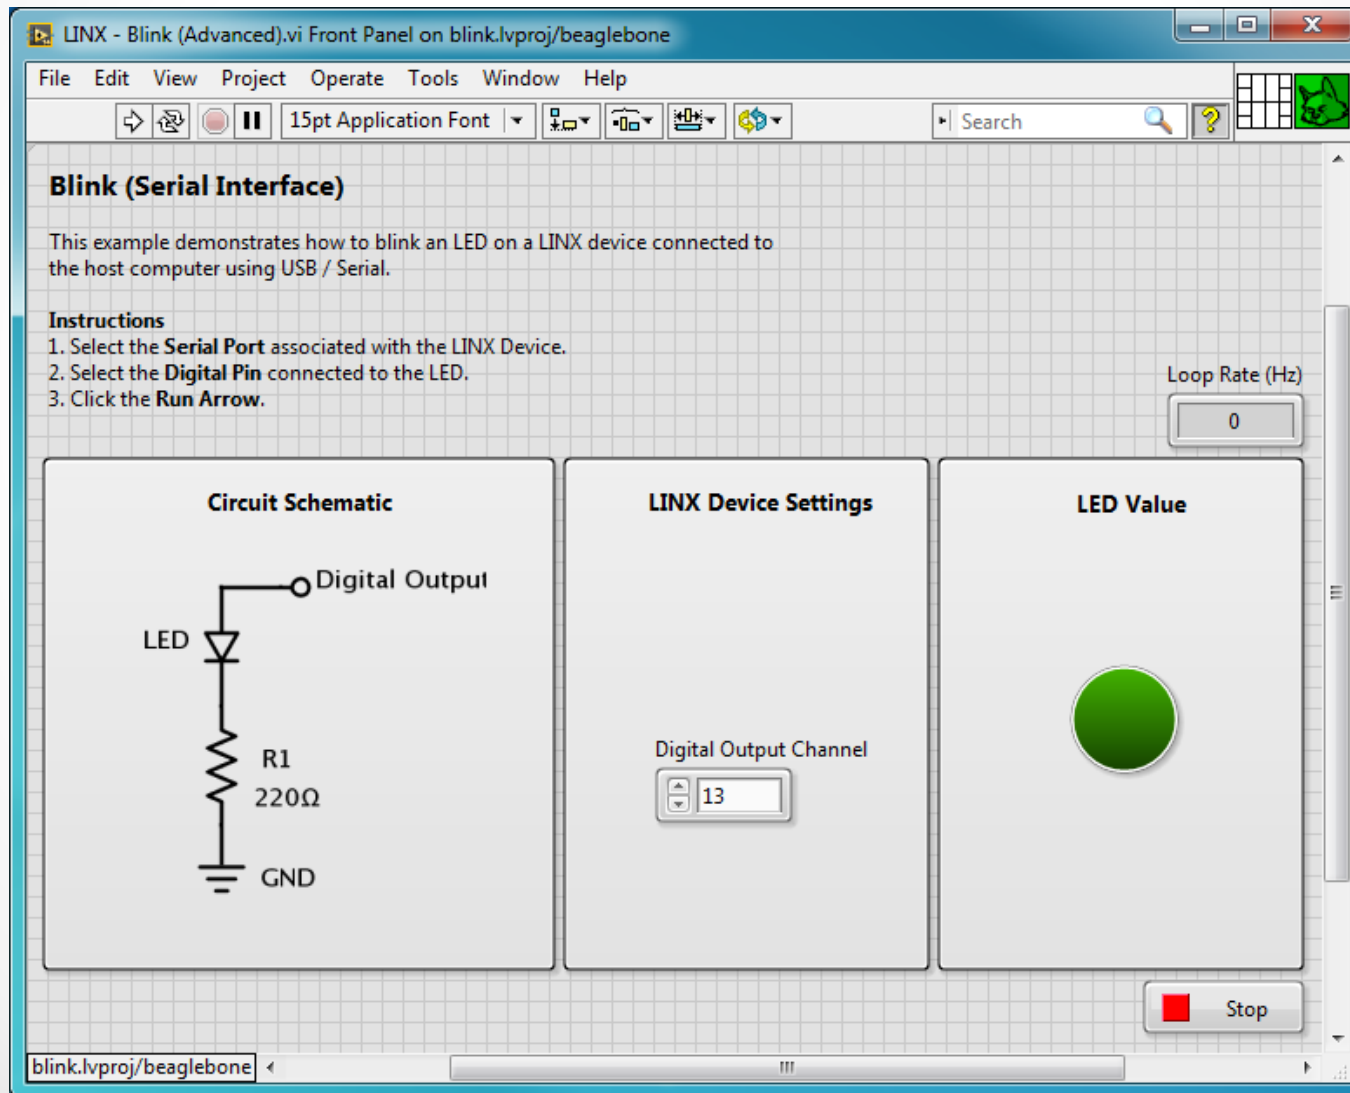 LINX - Blink (Advanced).vi Front Panel on blink.lvproj/beaglebone
File Edit View Project Operate Tools Window Help
15pt Application Font
Search
?
Blink (Serial Interface)
This example demonstrates how to blink an LED on a LINX device connected to
the host computer using USB / Serial.
Instructions
1. Select the Serial Port associated with the LINX Device.
2. Select the Digital Pin connected to the LED.
3. Click the Run Arrow.
Loop Rate (Hz)
0
Circuit Schematic
Digital Output
LED
R1
220Ω
GND
LINX Device Settings
Digital Output Channel
13
LED Value
Stop
blink.lvproj/beaglebone